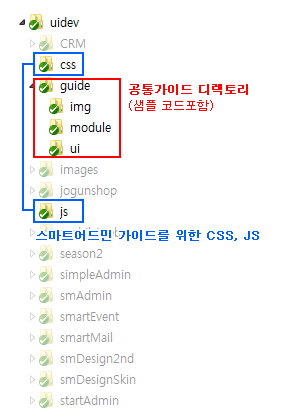 uidev
CRM
css
guide
공통가이드 디렉토리
(샘플 코드포함)
img
module
ui
images
jogunshop
js
스마트어드민 가이드를 위한 CSS, JS
season2
simpleAdmin
smAdmin
smartEvent
smartMail
smDesign2nd
smDesignSkin
startAdmin